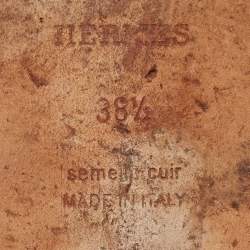 HERMES
38½
semelle cuir
MADE IN ITALY